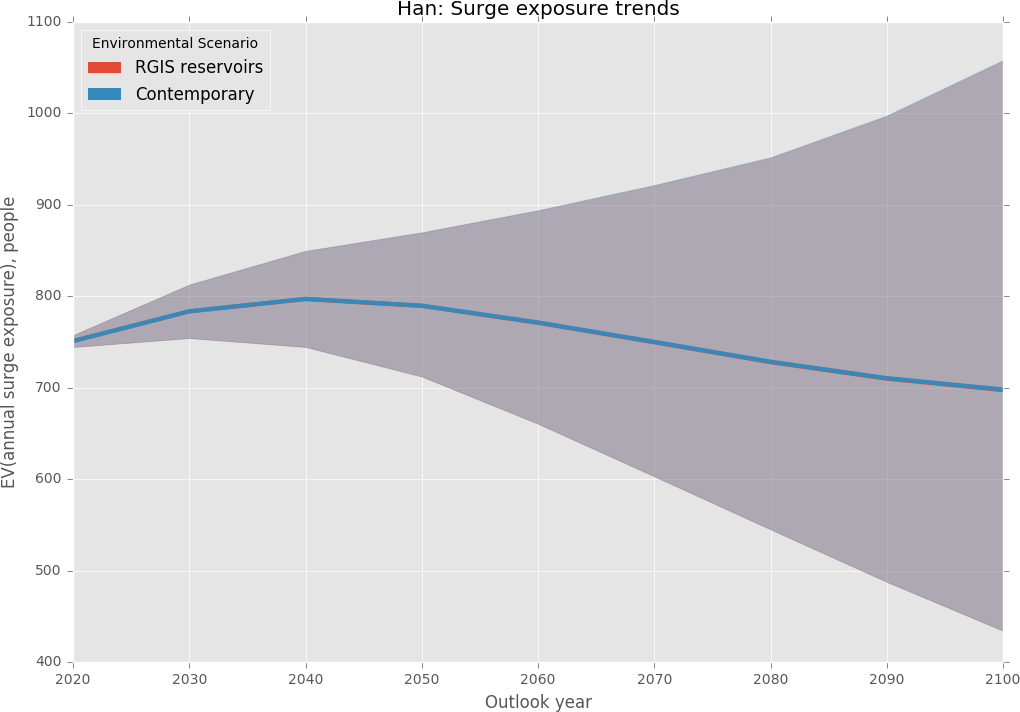 Han: Surge exposure trends
Environmental Scenario
RGIS reservoirs
Contemporary
EV(annual surge exposure), people
1100
1000
900
800
700
600
500
400
2020 2030 2040 2050 2060 2070 2080 2090 2100
Outlook year